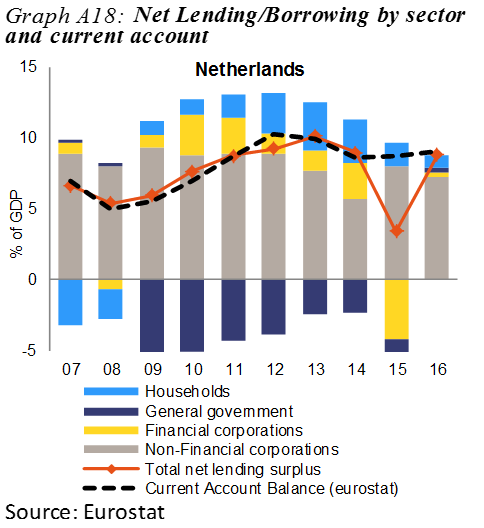 Graph A18: Net Lending/Borrowing by sector
and current account
Netherlands
% of GDP
15
10
5
0
-5
07 08 09 10 11 12 13 14 15 16
Households
General government
Financial corporations
Non-Financial corporations
Total net lending surplus
Current Account Balance (eurostat)
Source: Eurostat